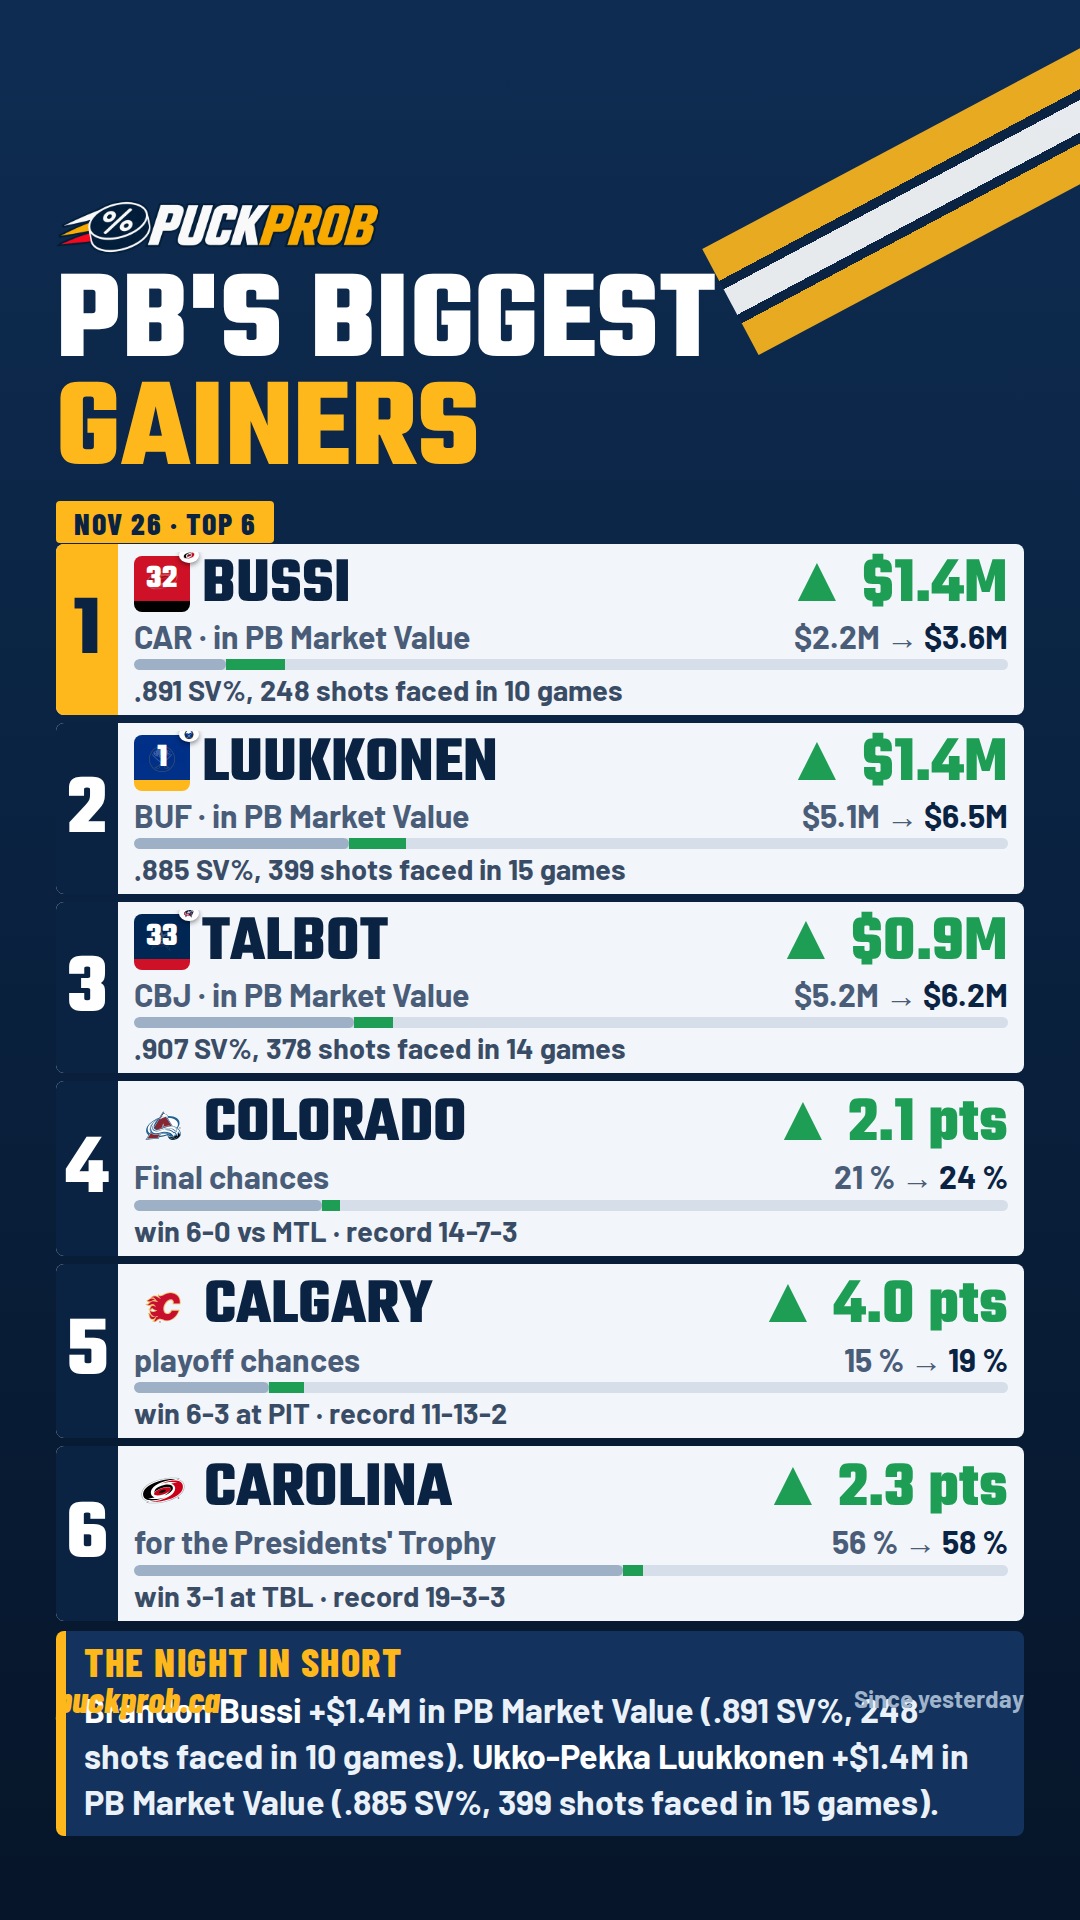 PUCKPROB
PB'S BIGGEST
GAINERS
NOV 26 · TOP 6
1
32
BUSSI
▲ $1.4M
CAR · in PB Market Value
$2.2M → $3.6M
.891 SV%, 248 shots faced in 10 games
2
1
LUUKKONEN
▲ $1.4M
BUF · in PB Market Value
$5.1M → $6.5M
.885 SV%, 399 shots faced in 15 games
3
33
TALBOT
▲ $0.9M
CBJ · in PB Market Value
$5.2M → $6.2M
.907 SV%, 378 shots faced in 14 games
4
COLORADO
▲ 2.1 pts
Final chances
21 % → 24 %
win 6-0 vs MTL · record 14-7-3
5
CALGARY
▲ 4.0 pts
playoff chances
15 % → 19 %
win 6-3 at PIT · record 11-13-2
6
CAROLINA
▲ 2.3 pts
for the Presidents' Trophy
56 % → 58 %
win 3-1 at TBL · record 19-3-3
THE NIGHT IN SHORT
puckprob.ca
Since yesterday
Brandon Bussi +$1.4M in PB Market Value (.891 SV%, 248
shots faced in 10 games). Ukko-Pekka Luukkonen +$1.4M in
PB Market Value (.885 SV%, 399 shots faced in 15 games).